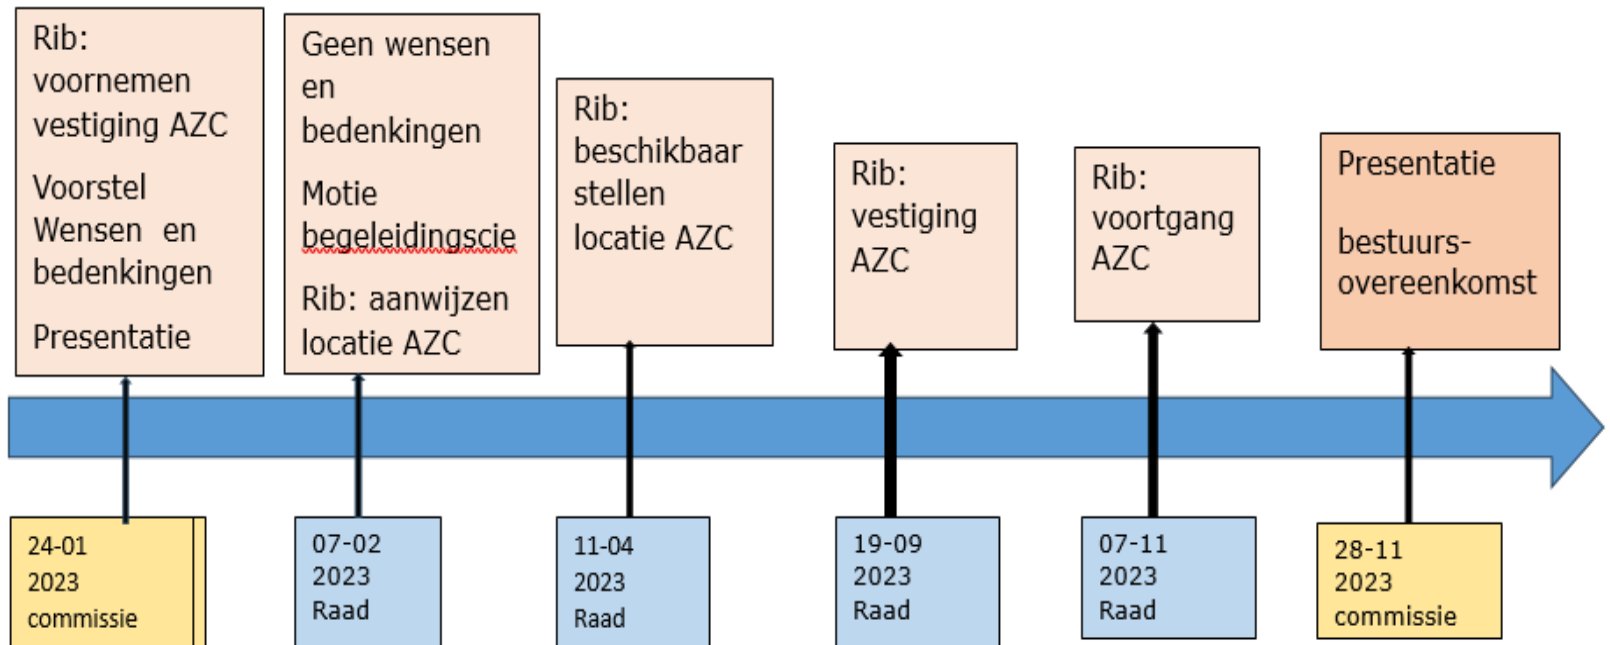 Rib:
voornemen
vestiging AZC
Voorstel
Wensen en
bedenkingen
Presentatie
Geen wensen
en
bedenkingen
Motie
begeleidingscie
Rib: aanwijzen
locatie AZC
Rib:
beschikbaar
stellen
locatie AZC
Rib:
vestiging
AZC
Rib:
voortgang
AZC
Presentatie
bestuurs-
overeenkomst
24-01
2023
commissie
07-02
2023
Raad
11-04
2023
Raad
19-09
2023
Raad
07-11
2023
Raad
28-11
2023
commissie